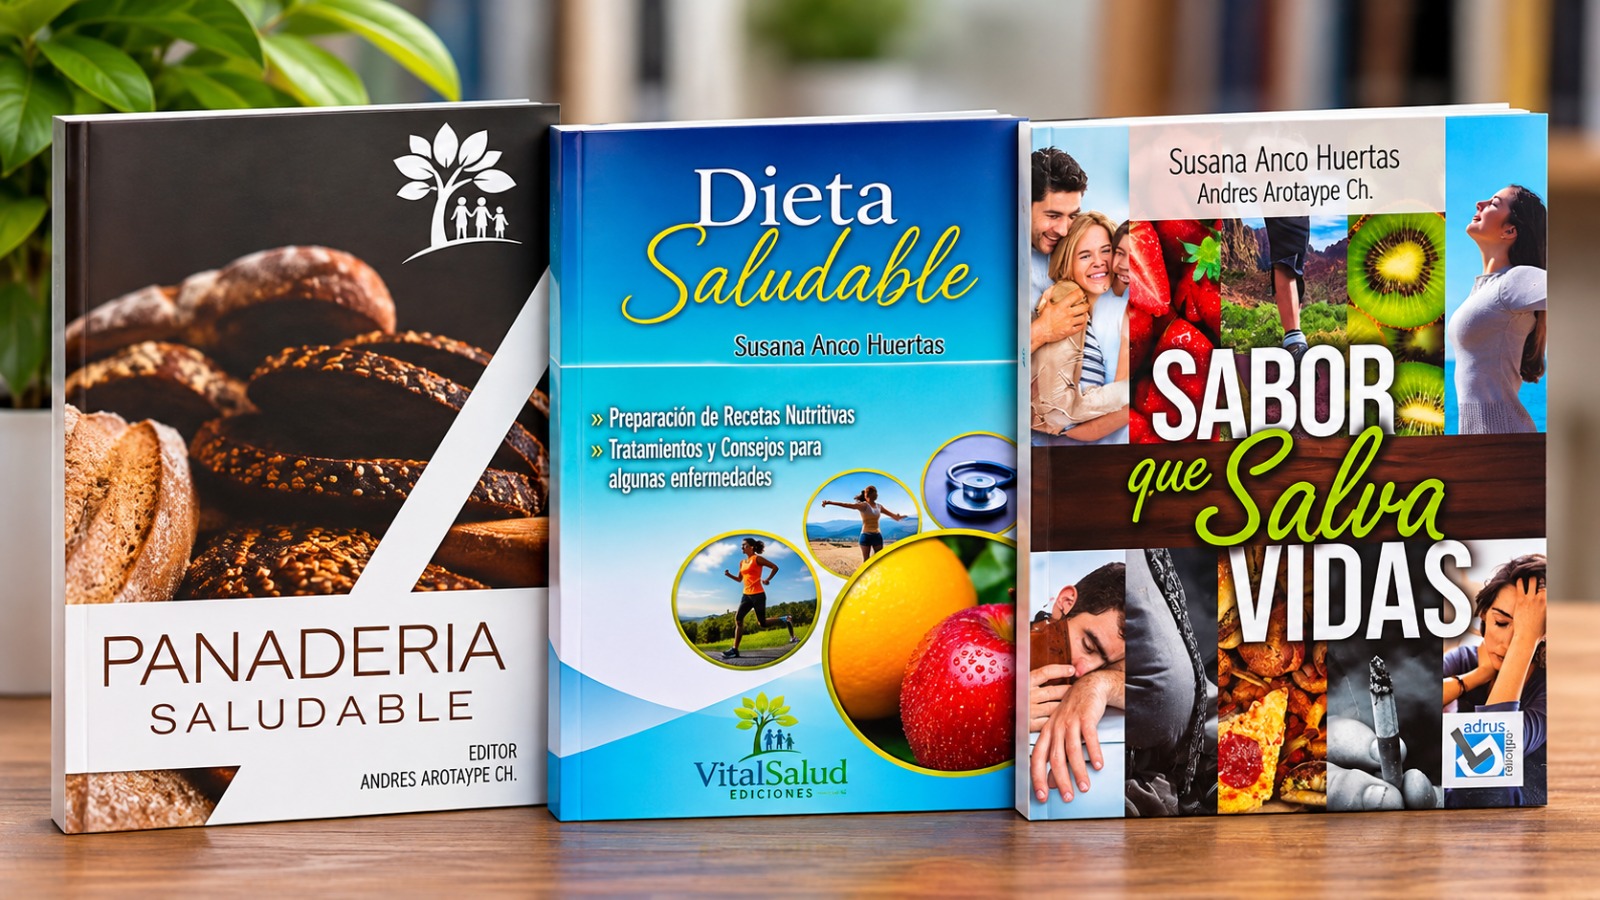 PANADERIA
SALUDABLE
EDITOR
ANDRES AROTAYPE CH.
Dieta
Saludable
Susana Anco Huertas
» Preparación de Recetas Nutritivas
» Tratamientos y Consejos para
algunas enfermedades
VitalSalud
EDICIONES
Susana Anco Huertas
Andres Arotaype Ch.
SABOR
que Salva
VIDAS
adrus